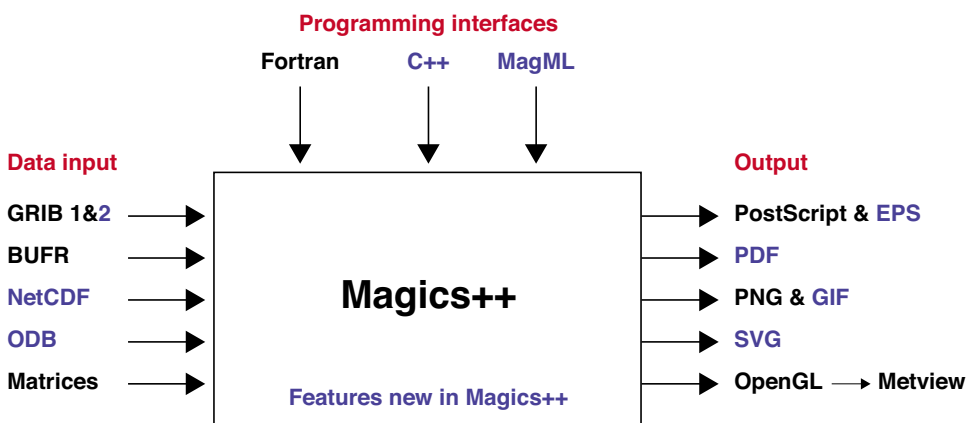 Programming interfaces
Fortran C++ MagML
Data input
GRIB 1&2
BUFR
NetCDF
ODB
Matrices
Magics++
Features new in Magics++
Output
PostScript & EPS
PDF
PNG & GIF
SVG
OpenGL Metview